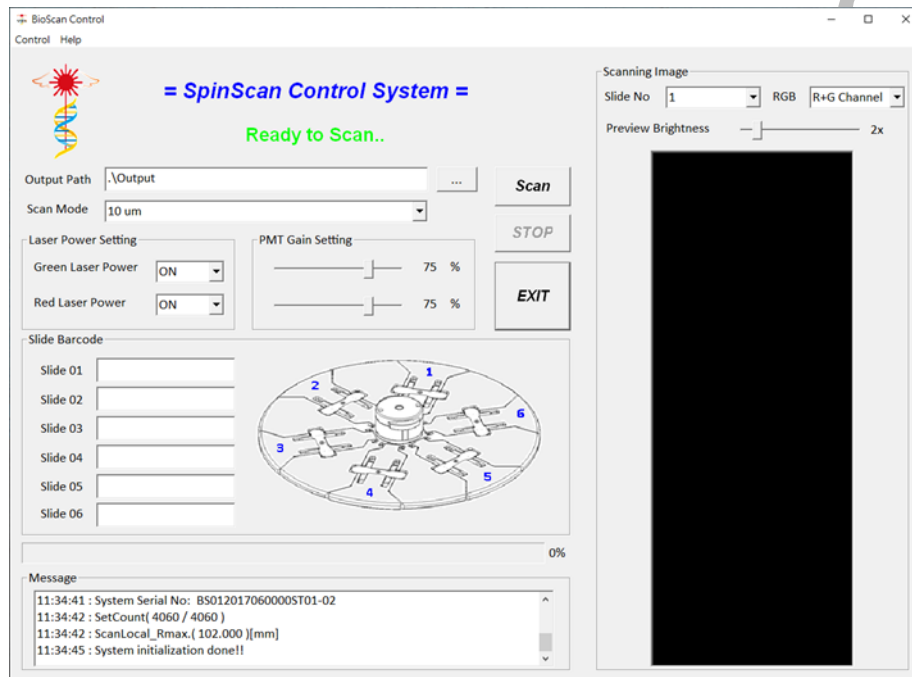 BioScan Control
Control Help
= SpinScan Control System =
Ready to Scan..
Output Path .\Output ... Scan
Scan Mode 10 um
STOP
Laser Power Setting
Green Laser Power ON
Red Laser Power ON
PMT Gain Setting
75 %
75 %
EXIT
Slide Barcode
Slide 01
Slide 02
Slide 03
Slide 04
Slide 05
Slide 06
1
2
6
3
5
4
0%
Message
11:34:41 : System Serial No: BS012017060000ST01-02
11:34:42 : SetCount( 4060 / 4060 )
11:34:42 : ScanLocal_Rmax.( 102.000 )[mm]
11:34:45 : System initialization done!!
Scanning Image
Slide No 1 RGB R+G Channel
Preview Brightness 2x